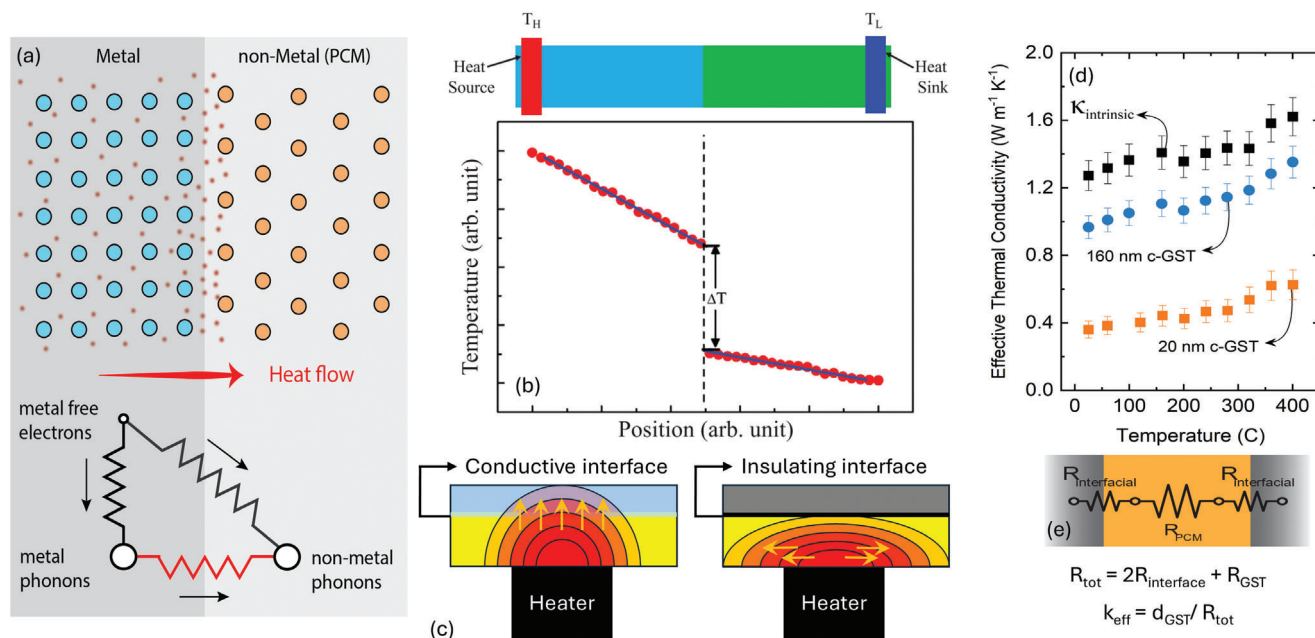 (a)
Metal
non-Metal (PCM)
Heat flow
metal free
electrons
metal
phonons
non-metal
phonons
T_H
T_L
Heat
Source
Heat
Sink
Temperature (arb. unit)
ΔT
(b)
Position (arb. unit)
Conductive interface
Insulating interface
Heater
Heater
(c)
(d)
Effective Thermal Conductivity (W m⁻¹ K⁻¹)
2.0
1.6
1.2
0.8
0.4
0.0
κ_intrinsic
160 nm c-GST
20 nm c-GST
0
100
200
300
400
Temperature (C)
R_interfacial
R_interfacial
R_PCM
(e)
R_tot = 2R_interface + R_GST
k_eff = d_GST/ R_tot